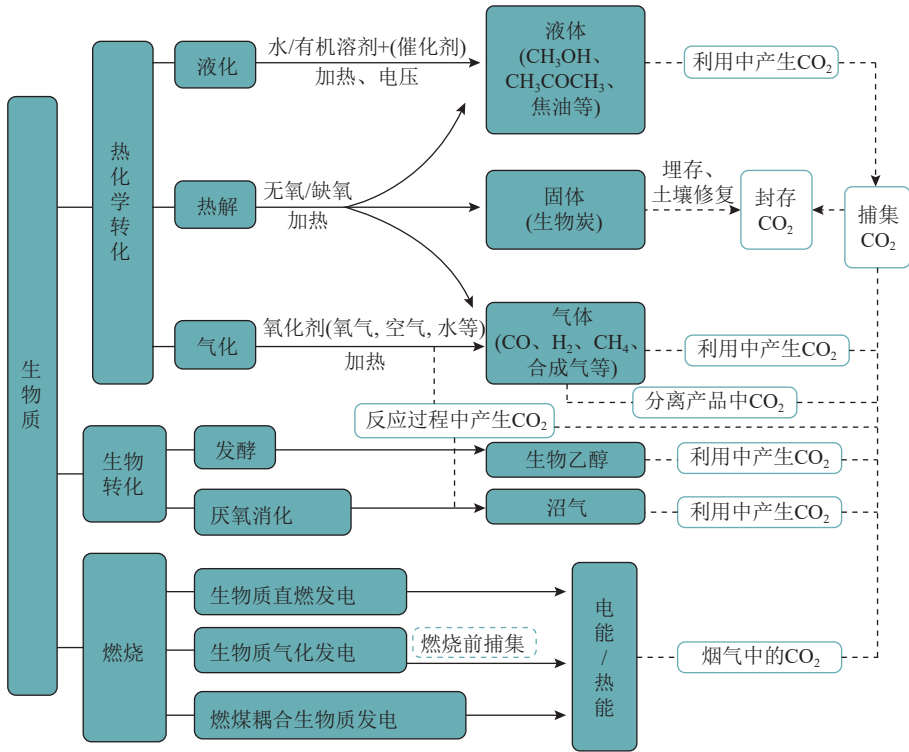 生物质
热化学转化
液化
水/有机溶剂+(催化剂)
加热、电压
液体
(CH₃OH、
CH₃COCH₃、
焦油等)
利用中产生CO₂
热解
无氧/缺氧
加热
固体
(生物炭)
埋存、
土壤修复
封存
CO₂
捕集
CO₂
气化
氧化剂(氧气, 空气, 水等)
加热
气体
(CO、H₂、CH₄、
合成气等)
利用中产生CO₂
分离产品中CO₂
反应过程中产生CO₂
生物
转化
发酵
生物乙醇
利用中产生CO₂
厌氧消化
沼气
利用中产生CO₂
燃烧
生物质直燃发电
生物质气化发电
燃烧前捕集
燃煤耦合生物质发电
电能/热能
烟气中的CO₂